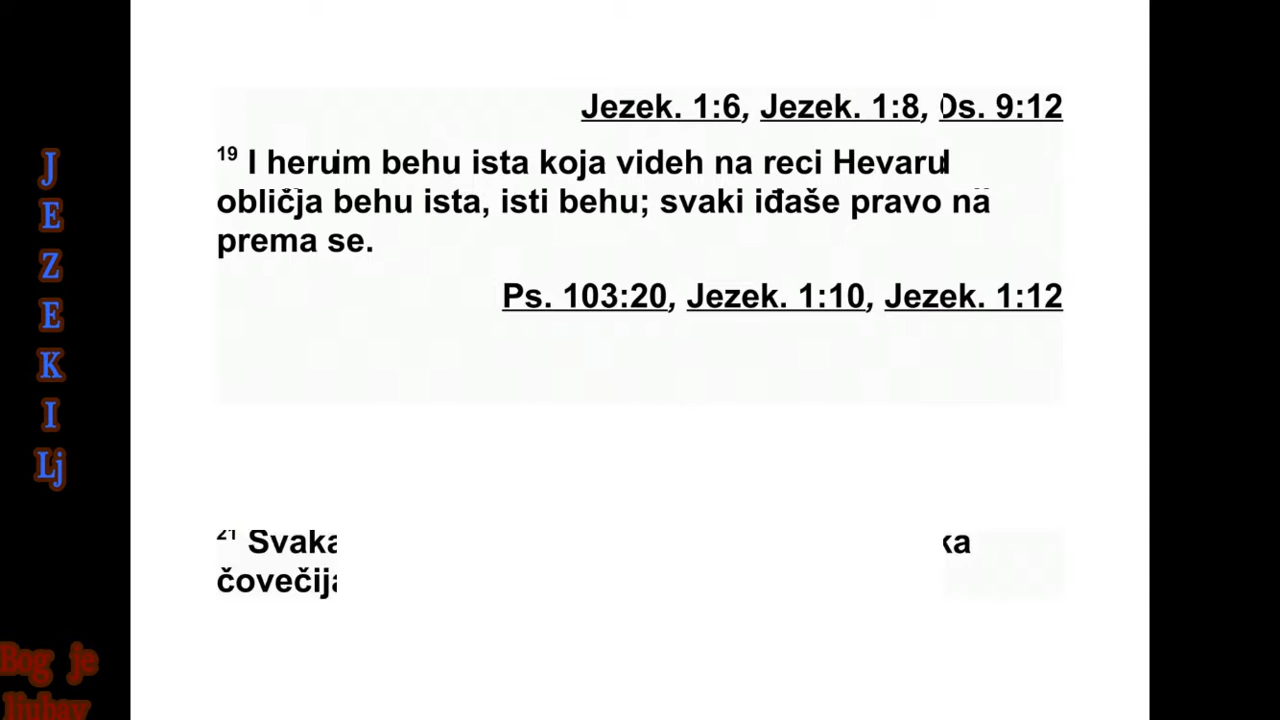 Jezek. 1:6, Jezek. 1:8, Os. 9:12
19 I herum behu ista koja videh na reci Hevaru
obličja behu ista, isti behu; svaki iđaše pravo na
prema se.
Ps. 103:20, Jezek. 1:10, Jezek. 1:12
21 Svaka
čovečija
J
E
Z
E
K
I
Lj
Bog je
ljubav